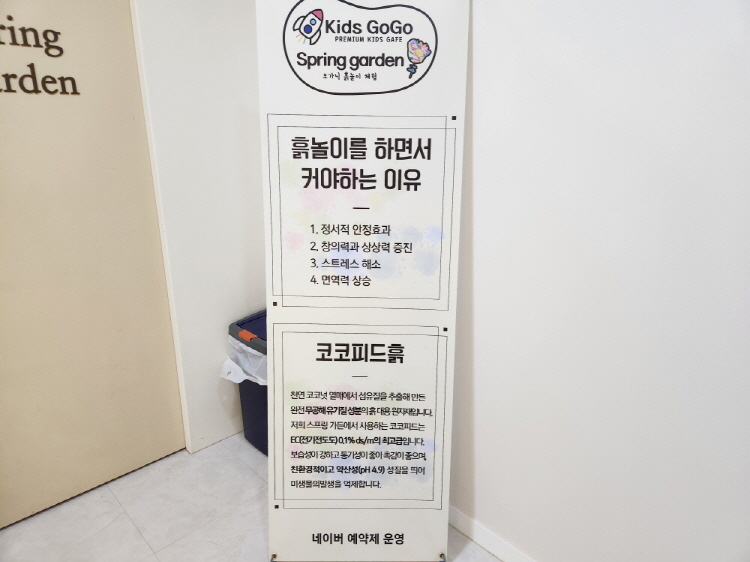 ring
arden
Kids GoGo
PREMIUM KIDS CAFE
Spring garden
흙놀이를 하면서
커야하는 이유
1. 정서적 안정효과
2. 창의력과 상상력 증진
3. 스트레스 해소
4. 면역력 상승
코코피드흙
천연 코코넛 열매에서 섬유질을 추출해 만든
완전 무공해 유기질 성분의 흙 대용 원자재입니다.
저희 스프링 가든에서 사용하는 코코피드는
EC(전기전도도) 0.1% ds/m의 최고급입니다.
보습성이 강하고 통기성이 좋아 촉감이 좋으며,
친환경적이고 약산성(pH 4.9) 성질을 띄어
미생물의발생을 억제합니다.
네이버 예약제 운영